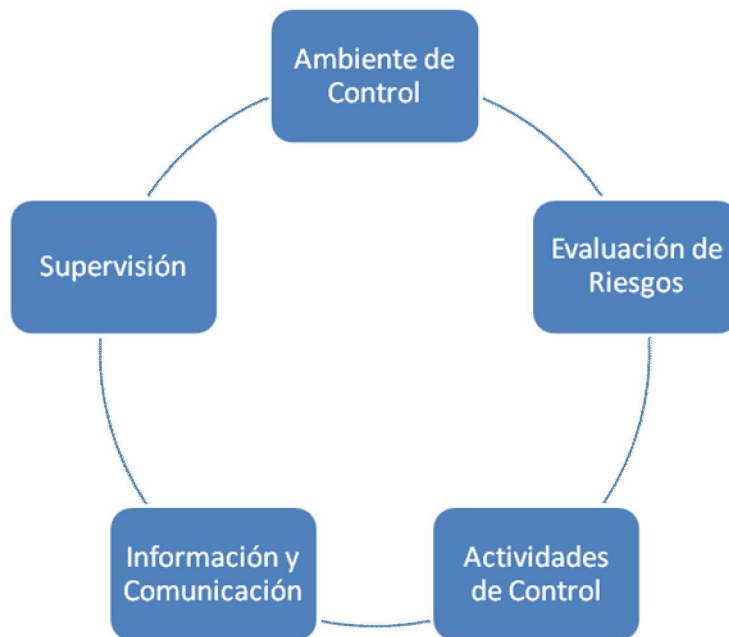 Ambiente de
Control
Evaluación de
Riesgos
Actividades
de Control
Información y
Comunicación
Supervisión